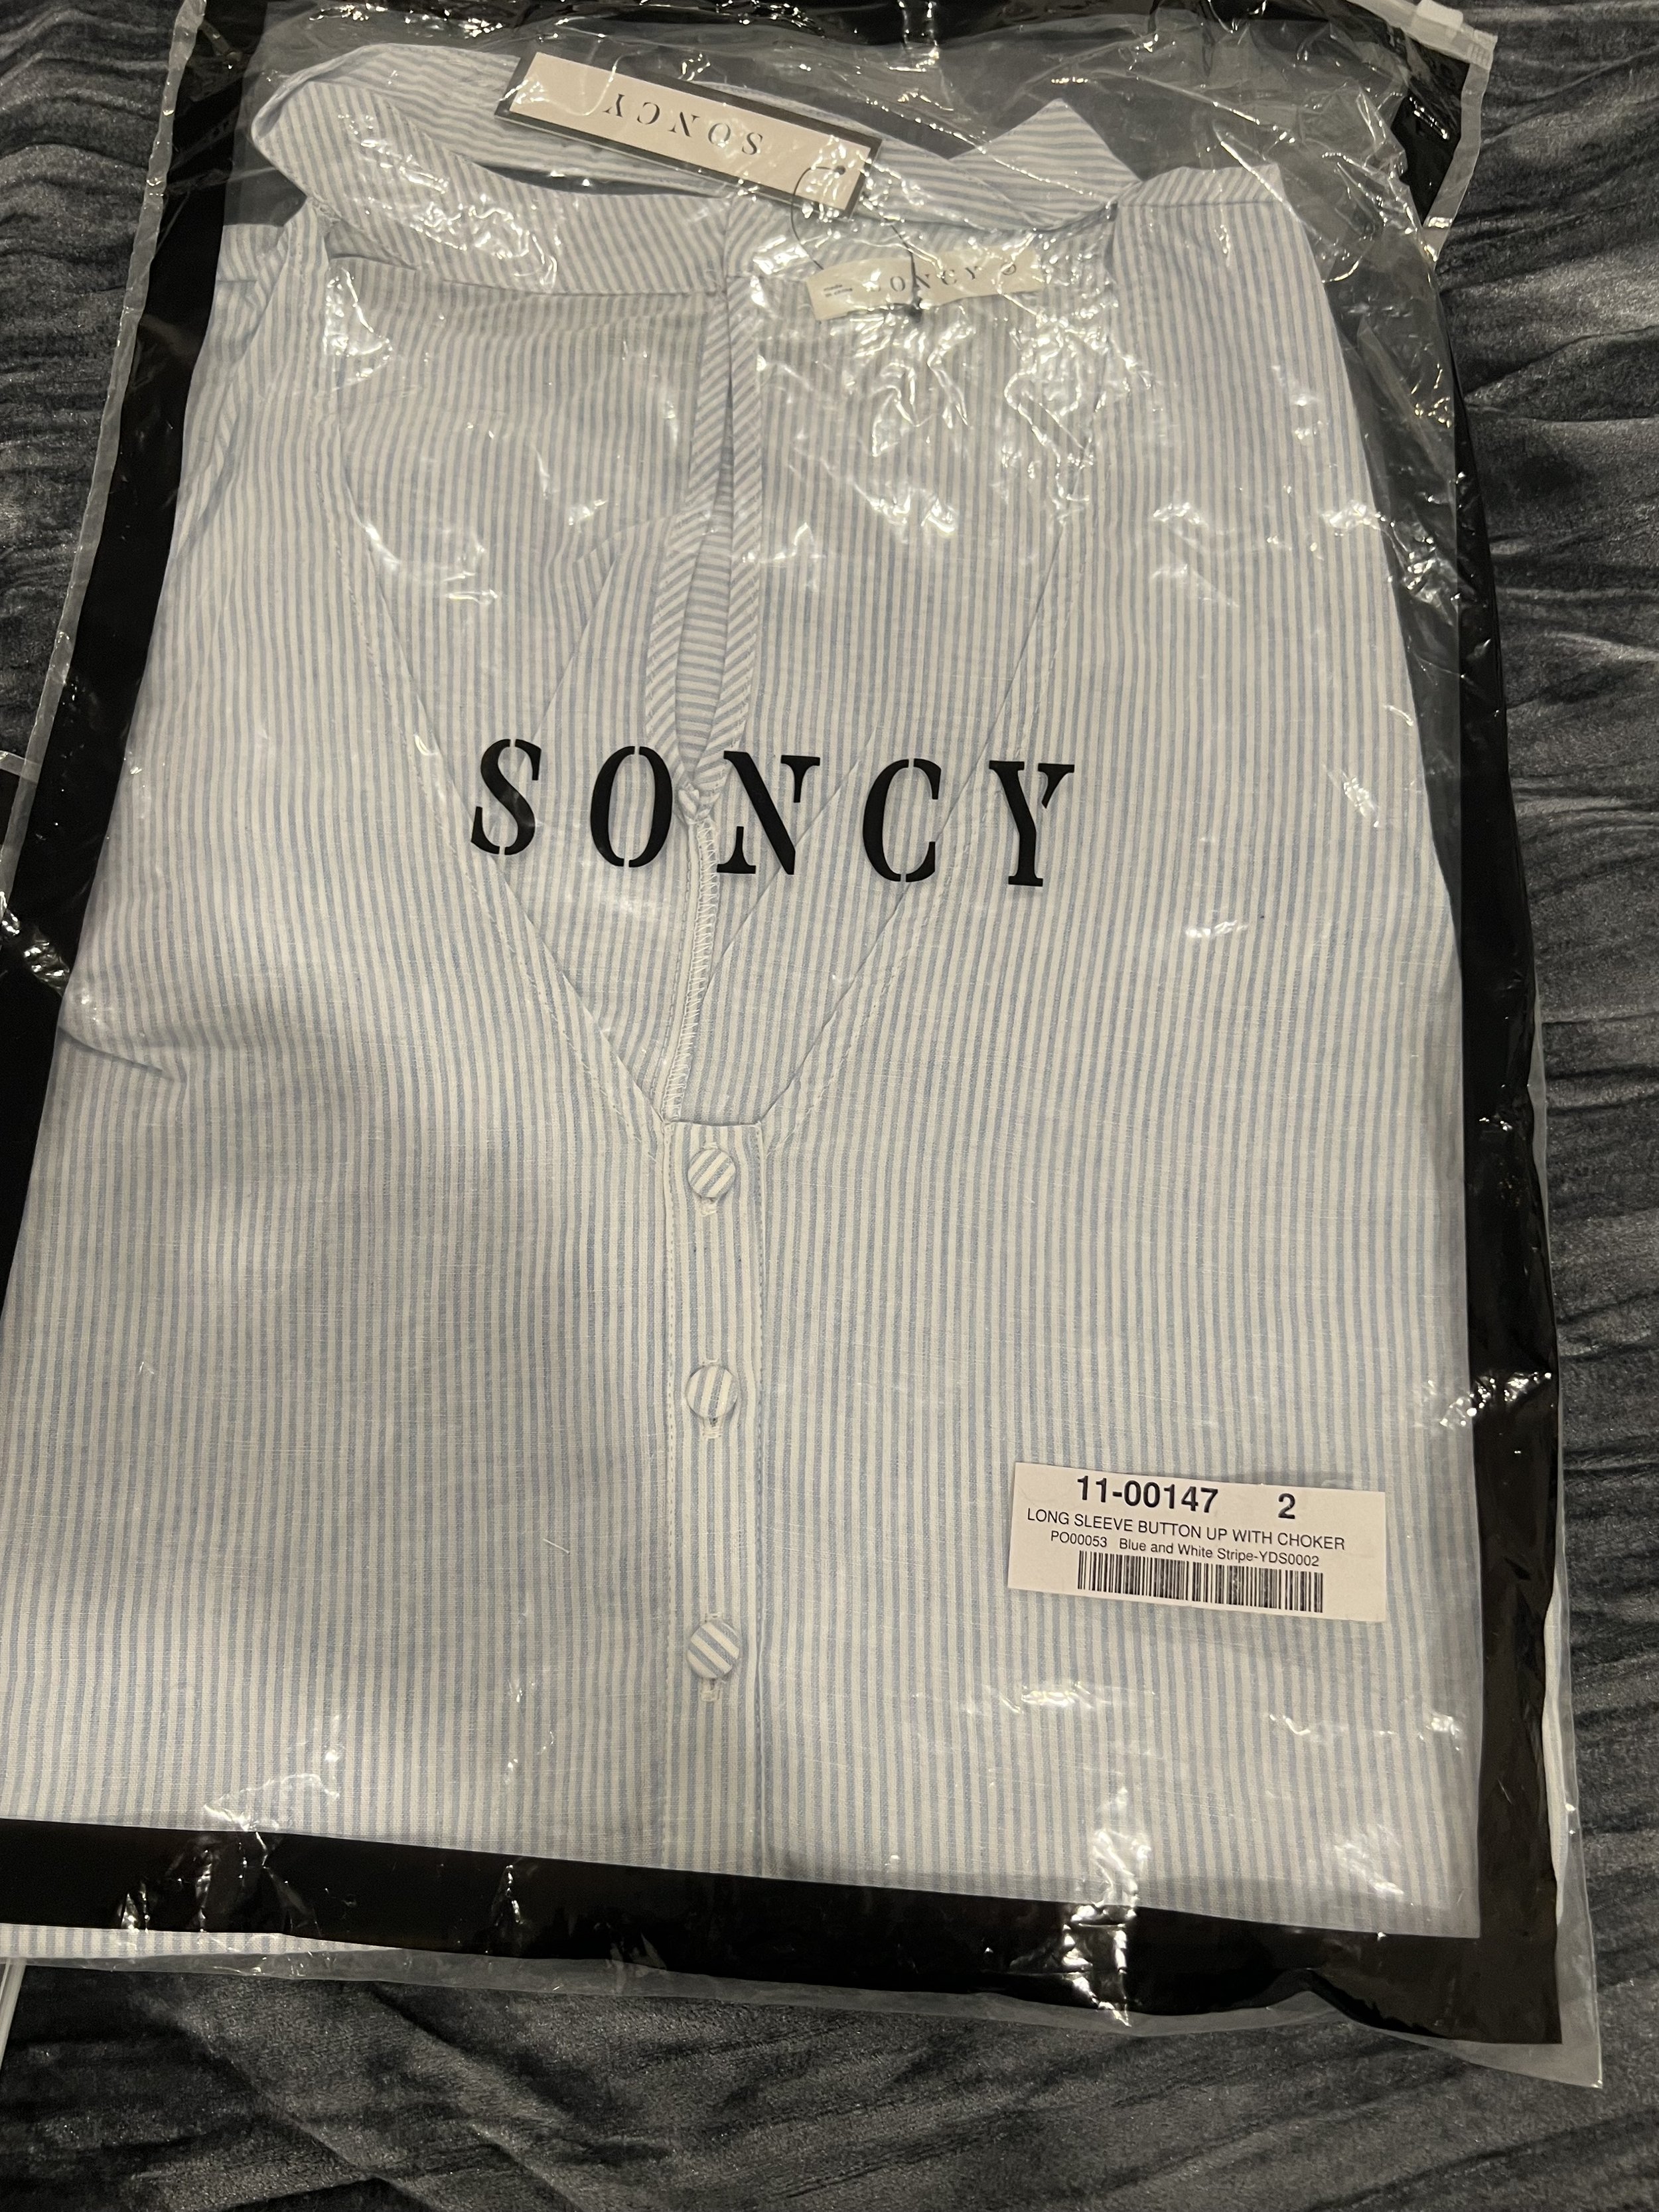 SONCY
SONCY
SONCY
11-00147 2
LONG SLEEVE BUTTON UP WITH CHOKER
PO00053 Blue and White Stripe-YDS0002